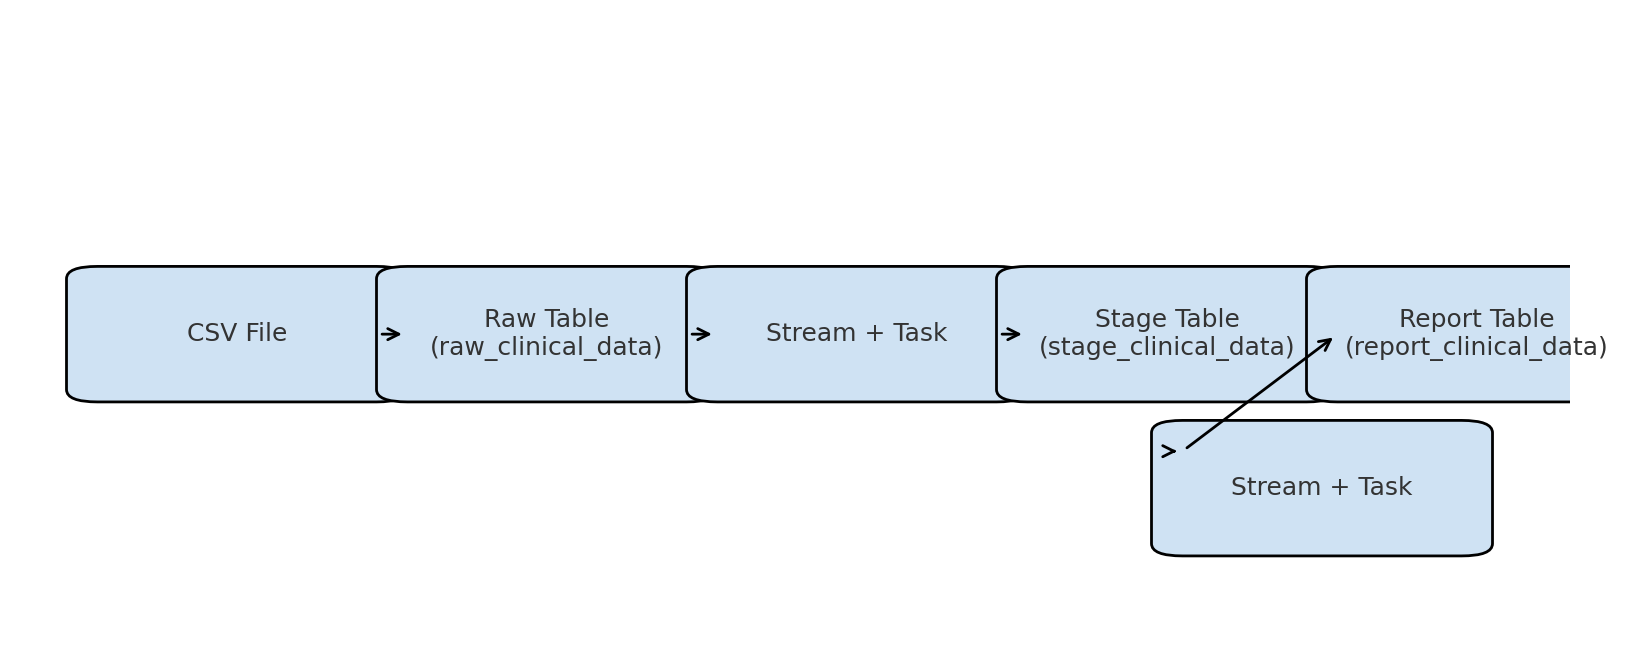 CSV File
Raw Table
(raw_clinical_data)
Stream + Task
Stage Table
(stage_clinical_data)
Report Table
(report_clinical_data)
Stream + Task